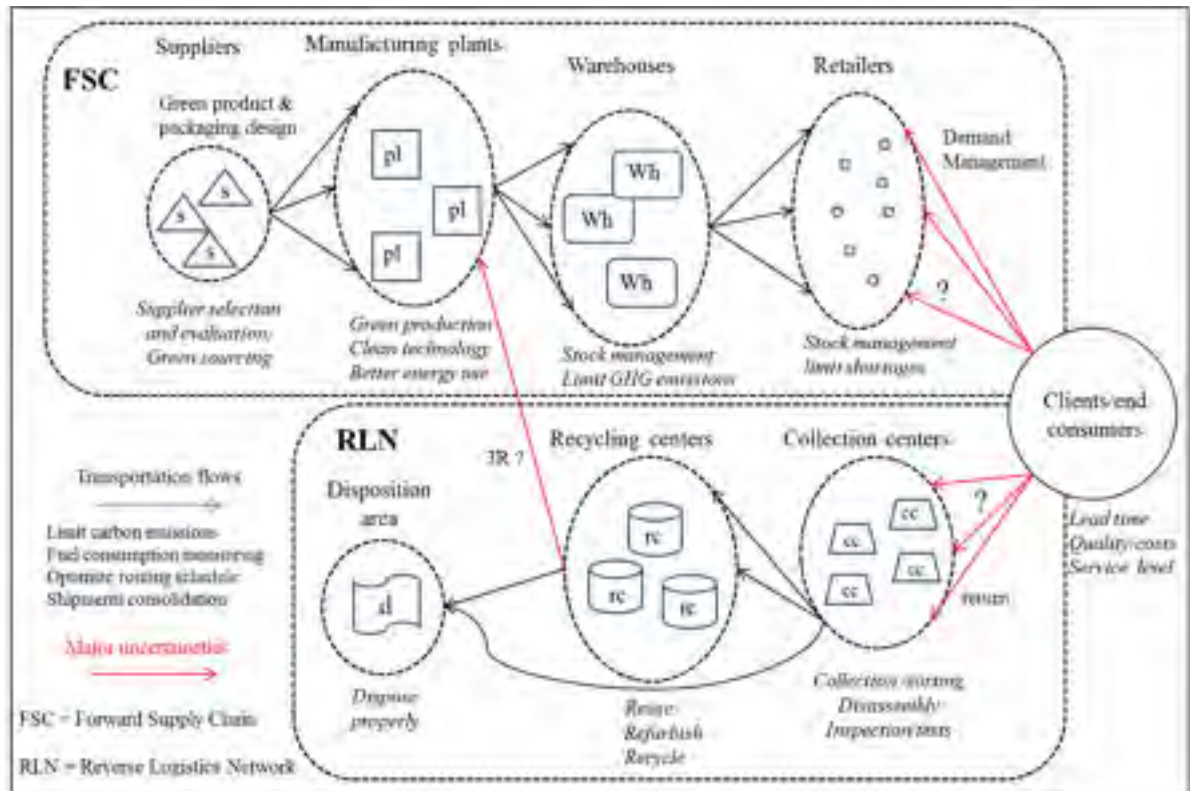 FSC
Suppliers
Manufacturing plants
Warehouses
Retailers
Green product &
packaging design
Demand
Management
s
s
s
pl
pl
pl
Wh
Wh
Wh
?
Supplier selection
and evaluation
Green sourcing
Green production
Clean technology
Better energy use
Stock management
Limit GHG emissions
Stock management
limit shortages
Clients/end
consumers
RLN
Recycling centers
Collection centers
3R ?
Disposition
area
rc
rc
rc
cc
cc
cc
cc
?
return
Lead time
Quality/costs
Service level
Dispose
properly
Reuse
Refurbish
Recycle
Collection/sorting
Disassembly
Inspection/tests
Transportation flows
Limit carbon emissions
Fuel consumption monitoring
Optimize routing schedule
Shipment consolidation
Major uncertainties
FSC = Forward Supply Chain
RLN = Reverse Logistics Network